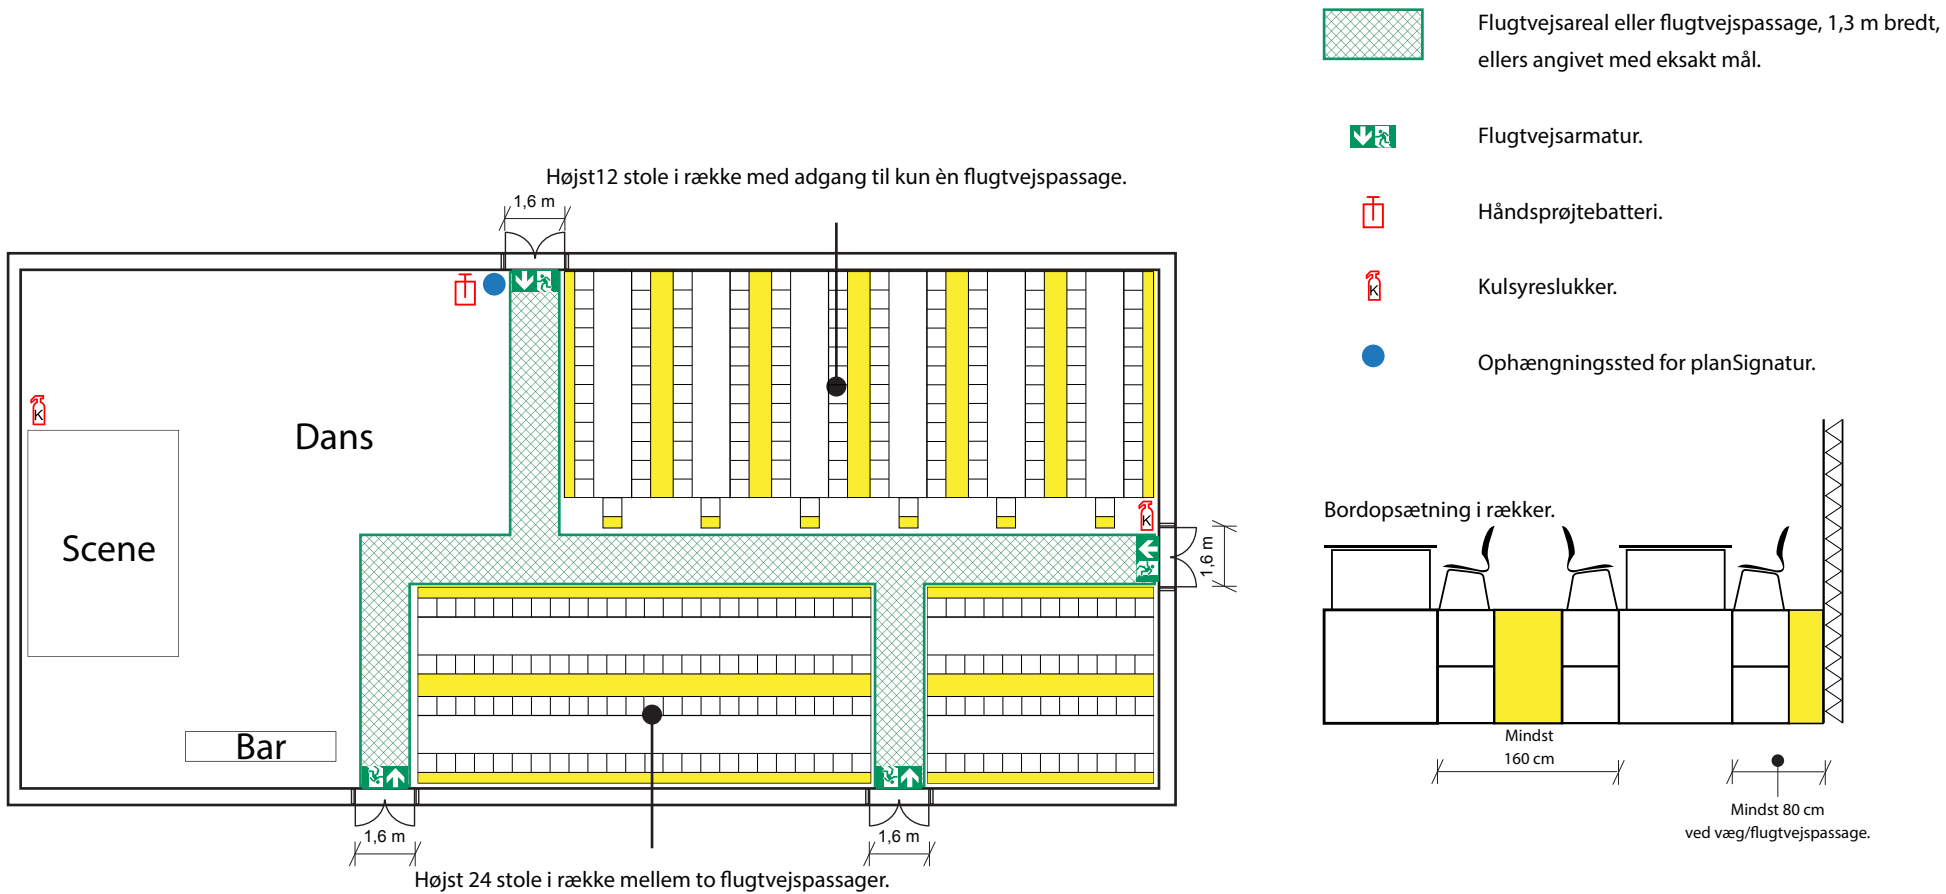 Flugtvejsareal eller flugtvejspassage, 1,3 m bredt,
ellers angivet med eksakt mål.
Flugtvejsarmatur.
Håndsprøjtebatteri.
K
Kulsyreslukker.
Ophængningssted for planSignatur.
Højst12 stole i række med adgang til kun èn flugtvejspassage.
1,6 m
K
Dans
Scene
Bar
K
1,6 m
1,6 m
1,6 m
Højst 24 stole i række mellem to flugtvejspassager.
Bordopsætning i rækker.
Mindst
160 cm
Mindst 80 cm
ved væg/flugtvejspassage.